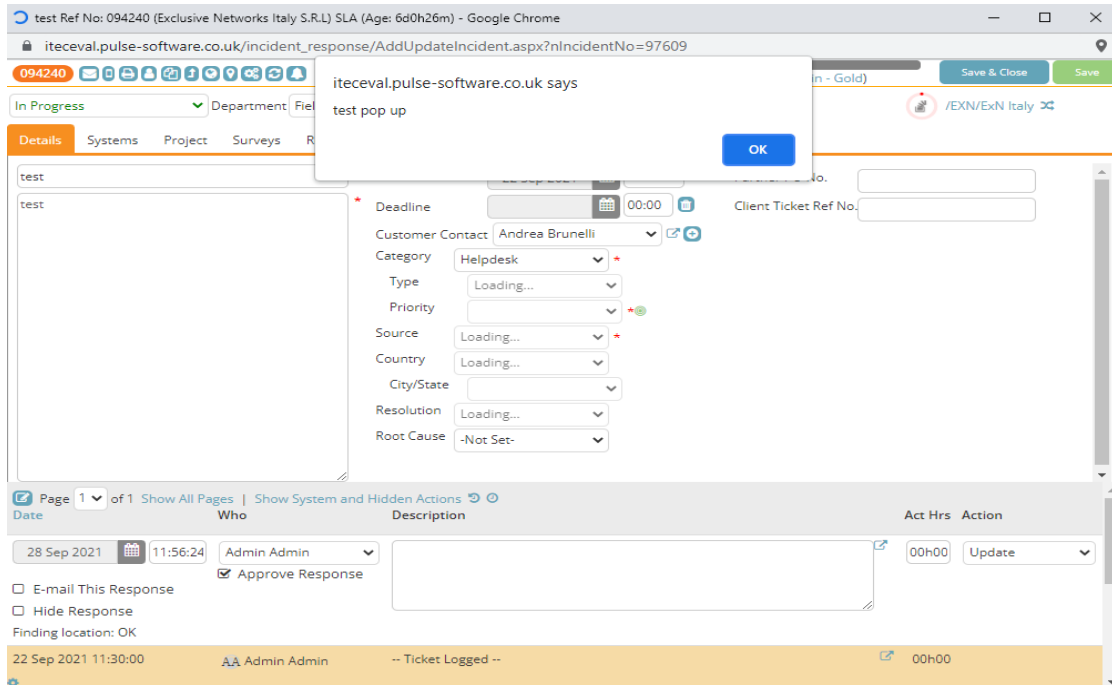 test Ref No: 094240 (Exclusive Networks Italy S.R.L) SLA (Age: 6d0h26m) - Google Chrome
iteceval.pulse-software.co.uk/incident_response/AddUpdateIncident.aspx?nIncidentNo=97609
iteceval.pulse-software.co.uk says
test pop up
OK
094240
in - Gold)
Save & Close
Save
In Progress
Department
/EXN/ExN Italy
Details Systems Project Surveys
test
22 Sep 2021
test
Deadline 00:00
Client Ticket Ref No.
Customer Contact Andrea Brunelli
Category Helpdesk *
Type Loading...
Priority *
Source Loading... *
Country Loading...
City/State
Resolution Loading...
Root Cause -Not Set-
Page 1 of 1 Show All Pages | Show System and Hidden Actions
Date Who Description Act Hrs Action
28 Sep 2021 11:56:24 Admin Admin 00h00 Update
Approve Response
E-mail This Response
Hide Response
Finding location: OK
22 Sep 2021 11:30:00 AA Admin Admin -- Ticket Logged -- 00h00